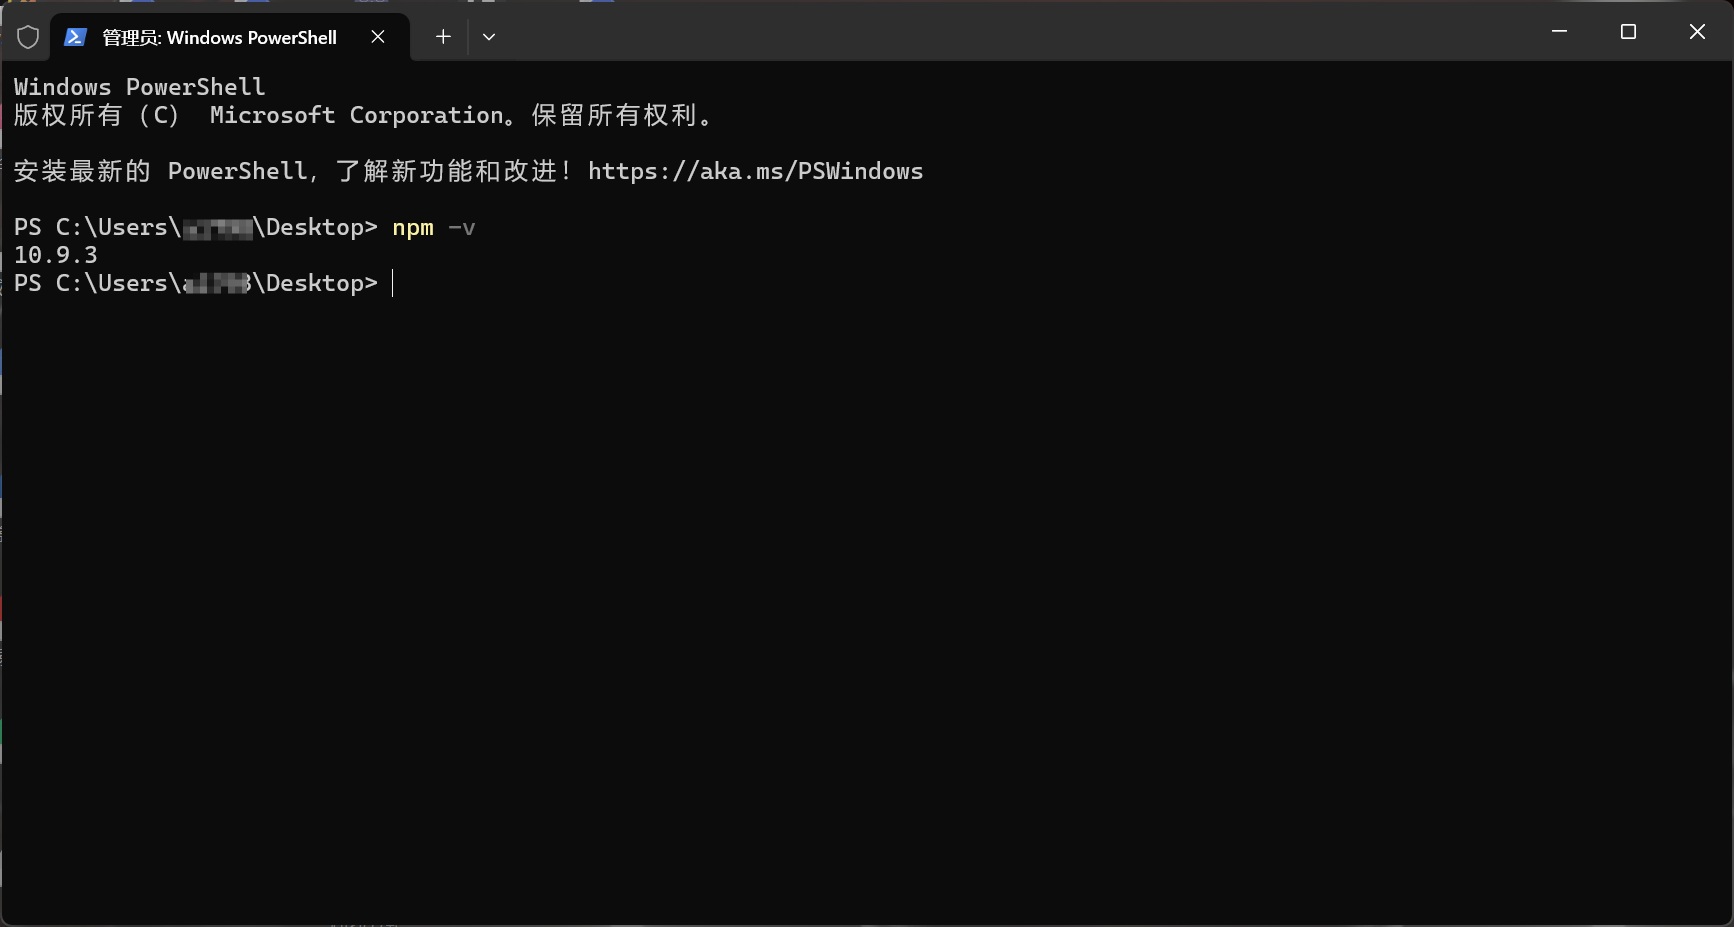 管理员: Windows PowerShell
Windows PowerShell
版权所有 (C) Microsoft Corporation。保留所有权利。
安装最新的 PowerShell，了解新功能和改进！https://aka.ms/PSWindows
PS C:\Users\ \Desktop> npm -v
10.9.3
PS C:\Users\ \Desktop>